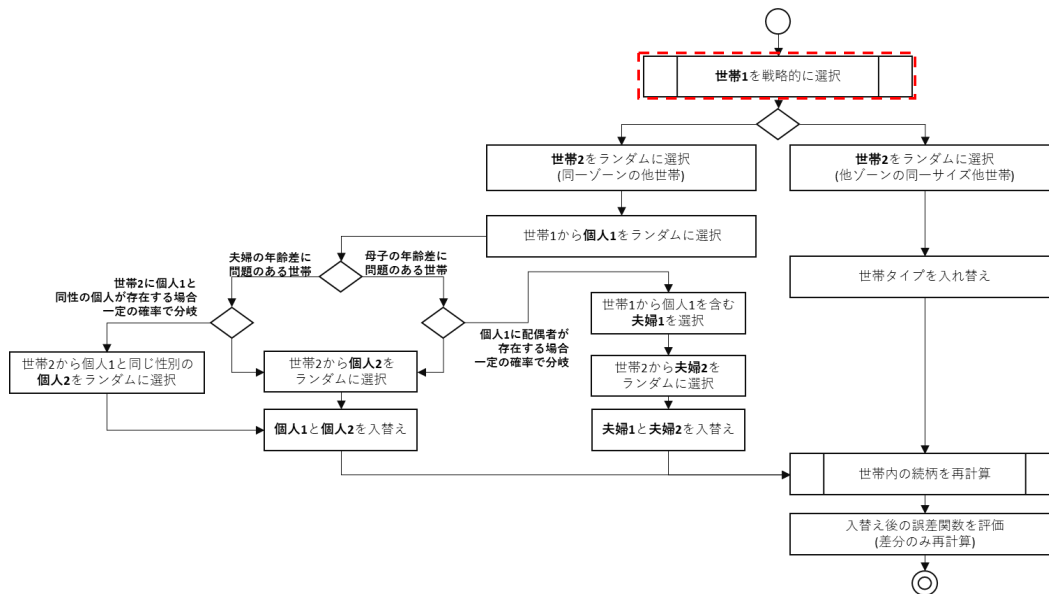 世帯1を戦略的に選択
世帯2をランダムに選択
(同一ゾーンの他世帯)
世帯2をランダムに選択
(他ゾーンの同一サイズ他世帯)
世帯1から個人1をランダムに選択
夫婦の年齢差に
問題のある世帯
母子の年齢差に
問題のある世帯
世帯タイプを入れ替え
世帯2に個人1と
同性の個人が存在する場合
一定の確率で分岐
世帯1から個人1を含む
夫婦1を選択
個人1に配偶者が
存在する場合
一定の確率で分岐
世帯2から個人1と同じ性別の
個人2をランダムに選択
世帯2から個人2を
ランダムに選択
世帯2から夫婦2を
ランダムに選択
個人1と個人2を入替え
夫婦1と夫婦2を入替え
世帯内の続柄を再計算
入替え後の誤差関数を評価
(差分のみ再計算)